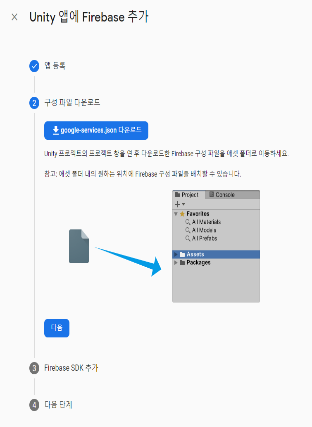 Unity 앱에 Firebase 추가
앱 등록
2 구성 파일 다운로드
google-services.json 다운로드
Unity 프로젝트의 프로젝트 창을 연 후 다운로드한 Firebase 구성 파일을 애셋 폴더로 이동하세요.
참고: 애셋 폴더 내의 원하는 위치에 Firebase 구성 파일을 배치할 수 있습니다.
Project Console
Favorites
All Materials
All Models
All Prefabs
Assets
Packages
다음
3 Firebase SDK 추가
4 다음 단계